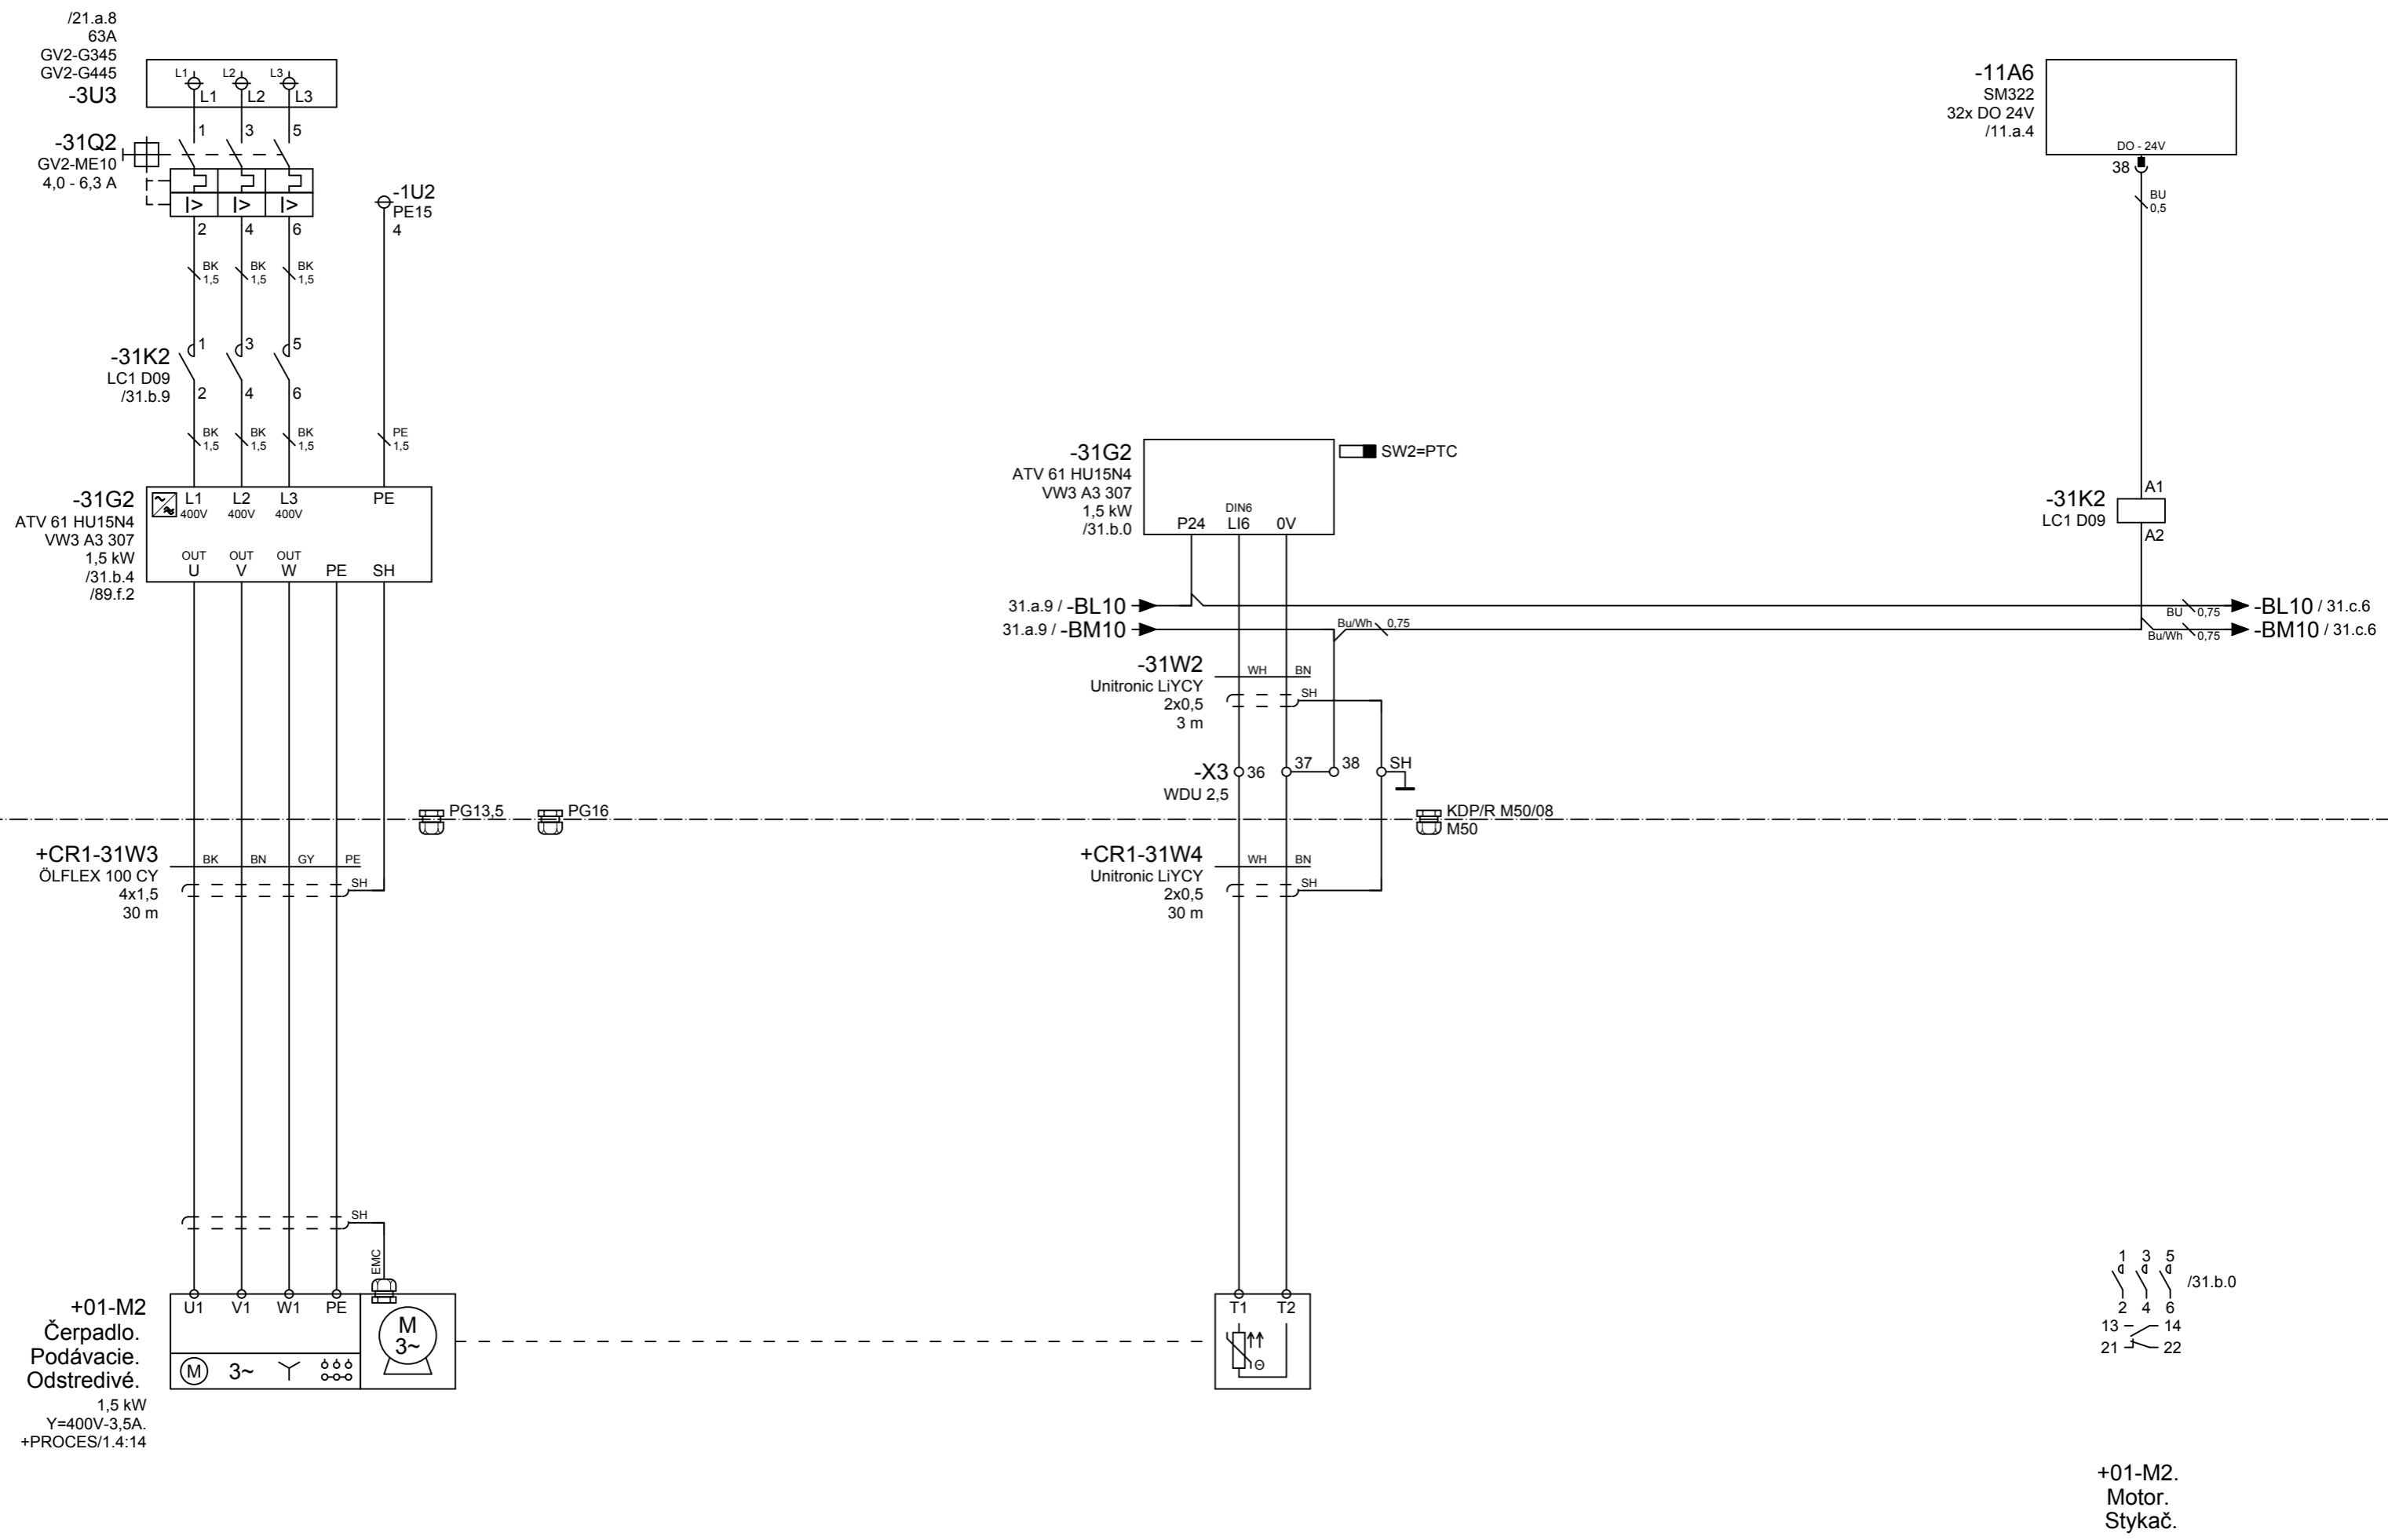 /21.a.8
63A
GV2-G345
GV2-G445
-3U3
L1 L2 L3
L1 L2 L3
-31Q2
GV2-ME10
4,0 - 6,3 A
1 3 5
I> I> I>
2 4 6
-1U2
PE15
4
BK BK BK
1,5 1,5 1,5
-31K2
LC1 D09
/31.b.9
1 3 5
2 4 6
BK BK BK PE
1,5 1,5 1,5 1,5
-31G2
ATV 61 HU15N4
VW3 A3 307
1,5 kW
/31.b.4
/89.f.2
L1 L2 L3 PE
400V 400V 400V
OUT OUT OUT
U V W PE SH
PG13,5 PG16
+CR1-31W3
ÖLFLEX 100 CY
4x1,5
30 m
BK BN GY PE
SH
SH
EMC
+01-M2
Čerpadlo.
Podávacie.
Odstredivé.
1,5 kW
Y=400V-3,5A.
+PROCES/1.4:14
U1 V1 W1 PE
M
3~
M 3~
-31G2
ATV 61 HU15N4
VW3 A3 307
1,5 kW
/31.b.0
SW2=PTC
DIN6
P24 LI6 0V
31.a.9 / -BL10
31.a.9 / -BM10
Bu/Wh 0,75
-31W2
Unitronic LiYCY
2x0,5
3 m
WH BN
SH
-X3 36 37 38 SH
WDU 2,5
KDP/R M50/08
M50
+CR1-31W4
Unitronic LiYCY
2x0,5
30 m
WH BN
SH
T1 T2
Θ
-11A6
SM322
32x DO 24V
/11.a.4
DO - 24V
38
BU
0,5
-31K2
LC1 D09
A1
A2
BU 0,75 -BL10 / 31.c.6
Bu/Wh 0,75 -BM10 / 31.c.6
1 3 5
/31.b.0
2 4 6
13 14
21 22
+01-M2.
Motor.
Stykač.